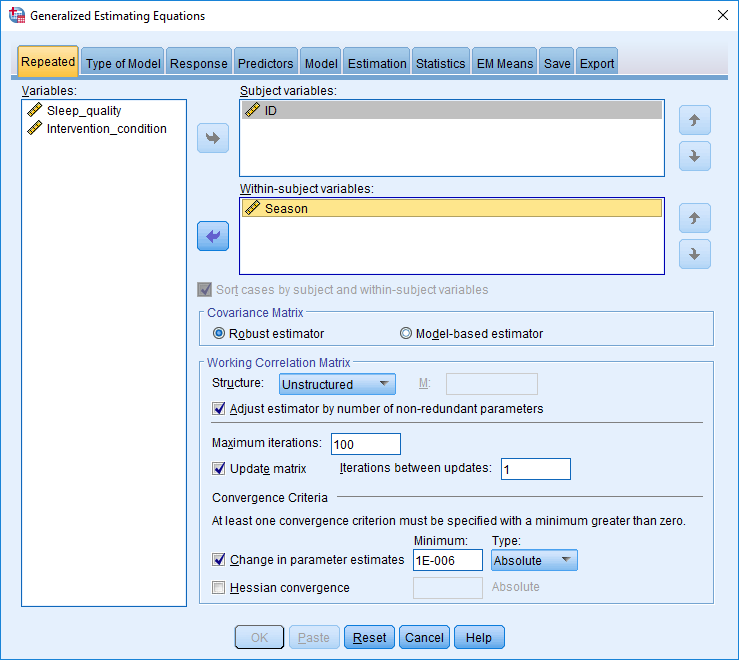 Generalized Estimating Equations
Repeated Type of Model Response Predictors Model Estimation Statistics EM Means Save Export
Variables:
Sleep_quality
Intervention_condition
Subject variables:
ID
Within-subject variables:
Season
Sort cases by subject and within-subject variables
Covariance Matrix
Robust estimator Model-based estimator
Working Correlation Matrix
Structure: Unstructured M:
Adjust estimator by number of non-redundant parameters
Maximum iterations: 100
Update matrix Iterations between updates: 1
Convergence Criteria
At least one convergence criterion must be specified with a minimum greater than zero.
Minimum: Type:
Change in parameter estimates 1E-006 Absolute
Hessian convergence Absolute
OK Paste Reset Cancel Help